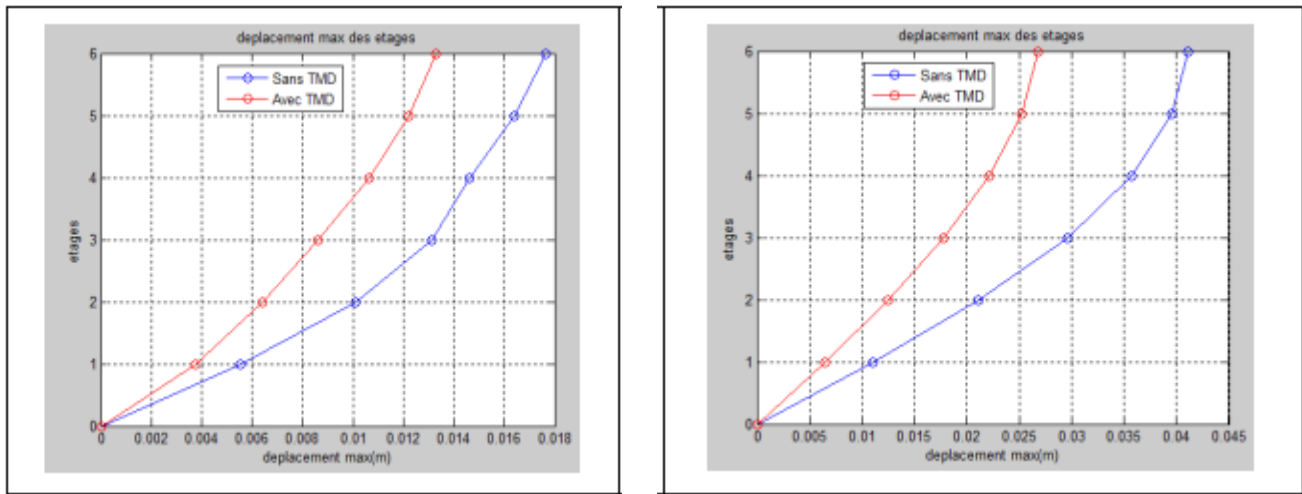 deplacement max des etages
6
5
4
3
2
1
0
etages
Sans TMD
Avec TMD
0 0.002 0.004 0.006 0.008 0.01 0.012 0.014 0.016 0.018
deplacement max(m)
deplacement max des etages
6
5
4
3
2
1
0
etages
Sans TMD
Avec TMD
0 0.005 0.01 0.015 0.02 0.025 0.03 0.035 0.04 0.045
deplacement max(m)